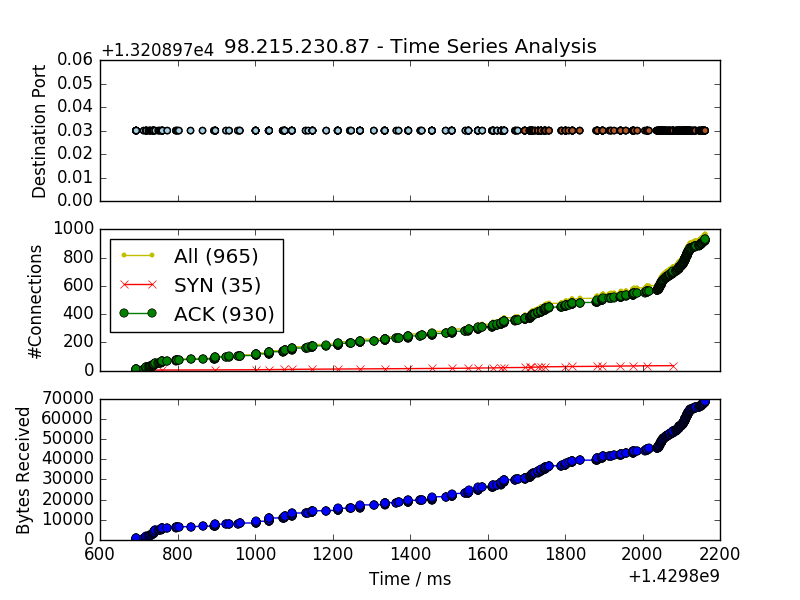 +1.320897e4 98.215.230.87 - Time Series Analysis
0.06
0.05
0.04
0.03
0.02
0.01
0.00
Destination Port
1000
800
600
400
200
0
#Connections
All (965)
SYN (35)
ACK (930)
70000
60000
50000
40000
30000
20000
10000
0
Bytes Received
600 800 1000 1200 1400 1600 1800 2000 2200
Time / ms
+1.4298e9